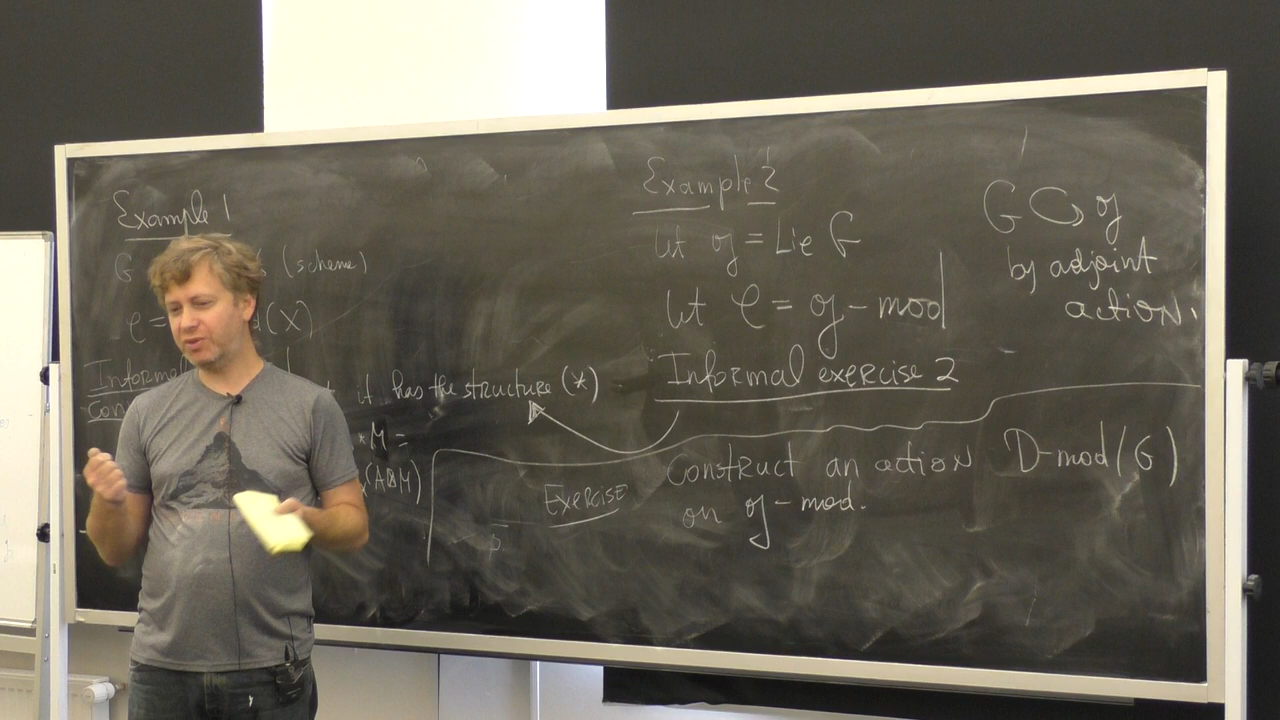 Example 1
G (scheme)
C = (X)
Informal
it has the structure (*)
*M =
(A⊠M)
Exercise
Example 2
Let 𝔤 = Lie G
Let C = 𝔤-mod
G ⟳ 𝔤
by adjoint
action.
Informal exercise 2
Construct an action D-mod(G)
on 𝔤-mod.